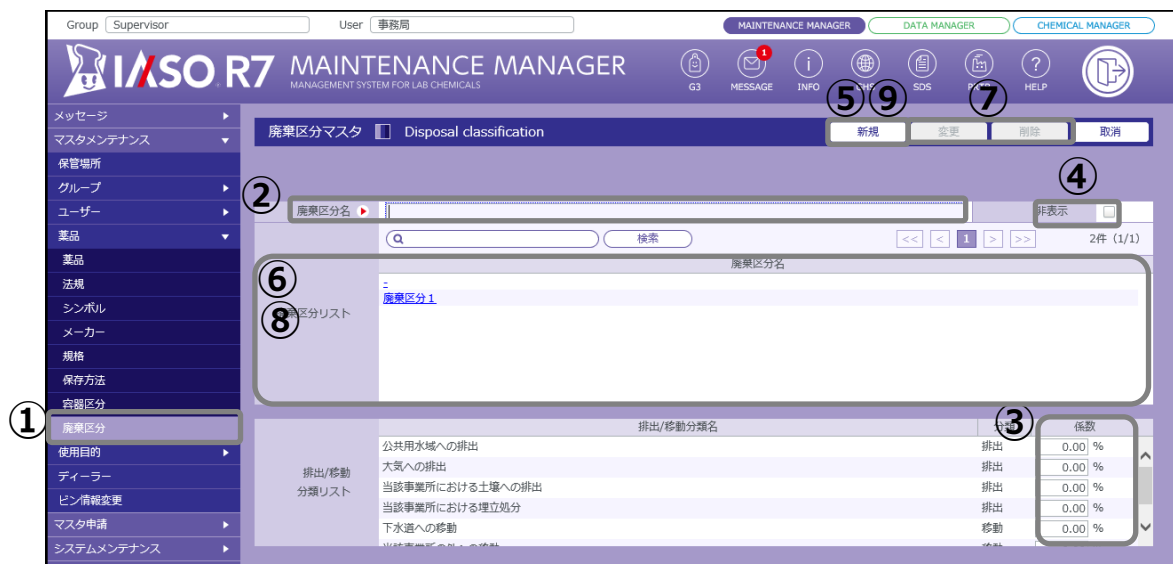 Group Supervisor User 事務局 MAINTENANCE MANAGER DATA MANAGER CHEMICAL MANAGER
IASO R7 MAINTENANCE MANAGER
MANAGEMENT SYSTEM FOR LAB CHEMICALS
G3 MESSAGE 1 INFO GHS SDS PRTR HELP
⑤ ⑨ ⑦
メッセージ
マスタメンテナンス
保管場所
グループ
ユーザー
薬品
薬品
法規
シンボル
メーカー
規格
保存方法
容器区分
① 廃棄区分
使用目的
ディーラー
ビン情報変更
マスタ申請
システムメンテナンス
廃棄区分マスタ Disposal classification 新規 変更 削除 取消
② 廃棄区分名 ④ 非表示
検索 << < 1 > >> 2件 (1/1)
廃棄区分名
⑥
-
廃棄区分1
⑧ 廃棄区分リスト
排出/移動分類名 分類 ③ 係数
排出/移動
分類リスト
公共用水域への排出 排出 0.00 %
大気への排出 排出 0.00 %
当該事業所における土壌への排出 排出 0.00 %
当該事業所における埋立処分 排出 0.00 %
下水道への移動 移動 0.00 %